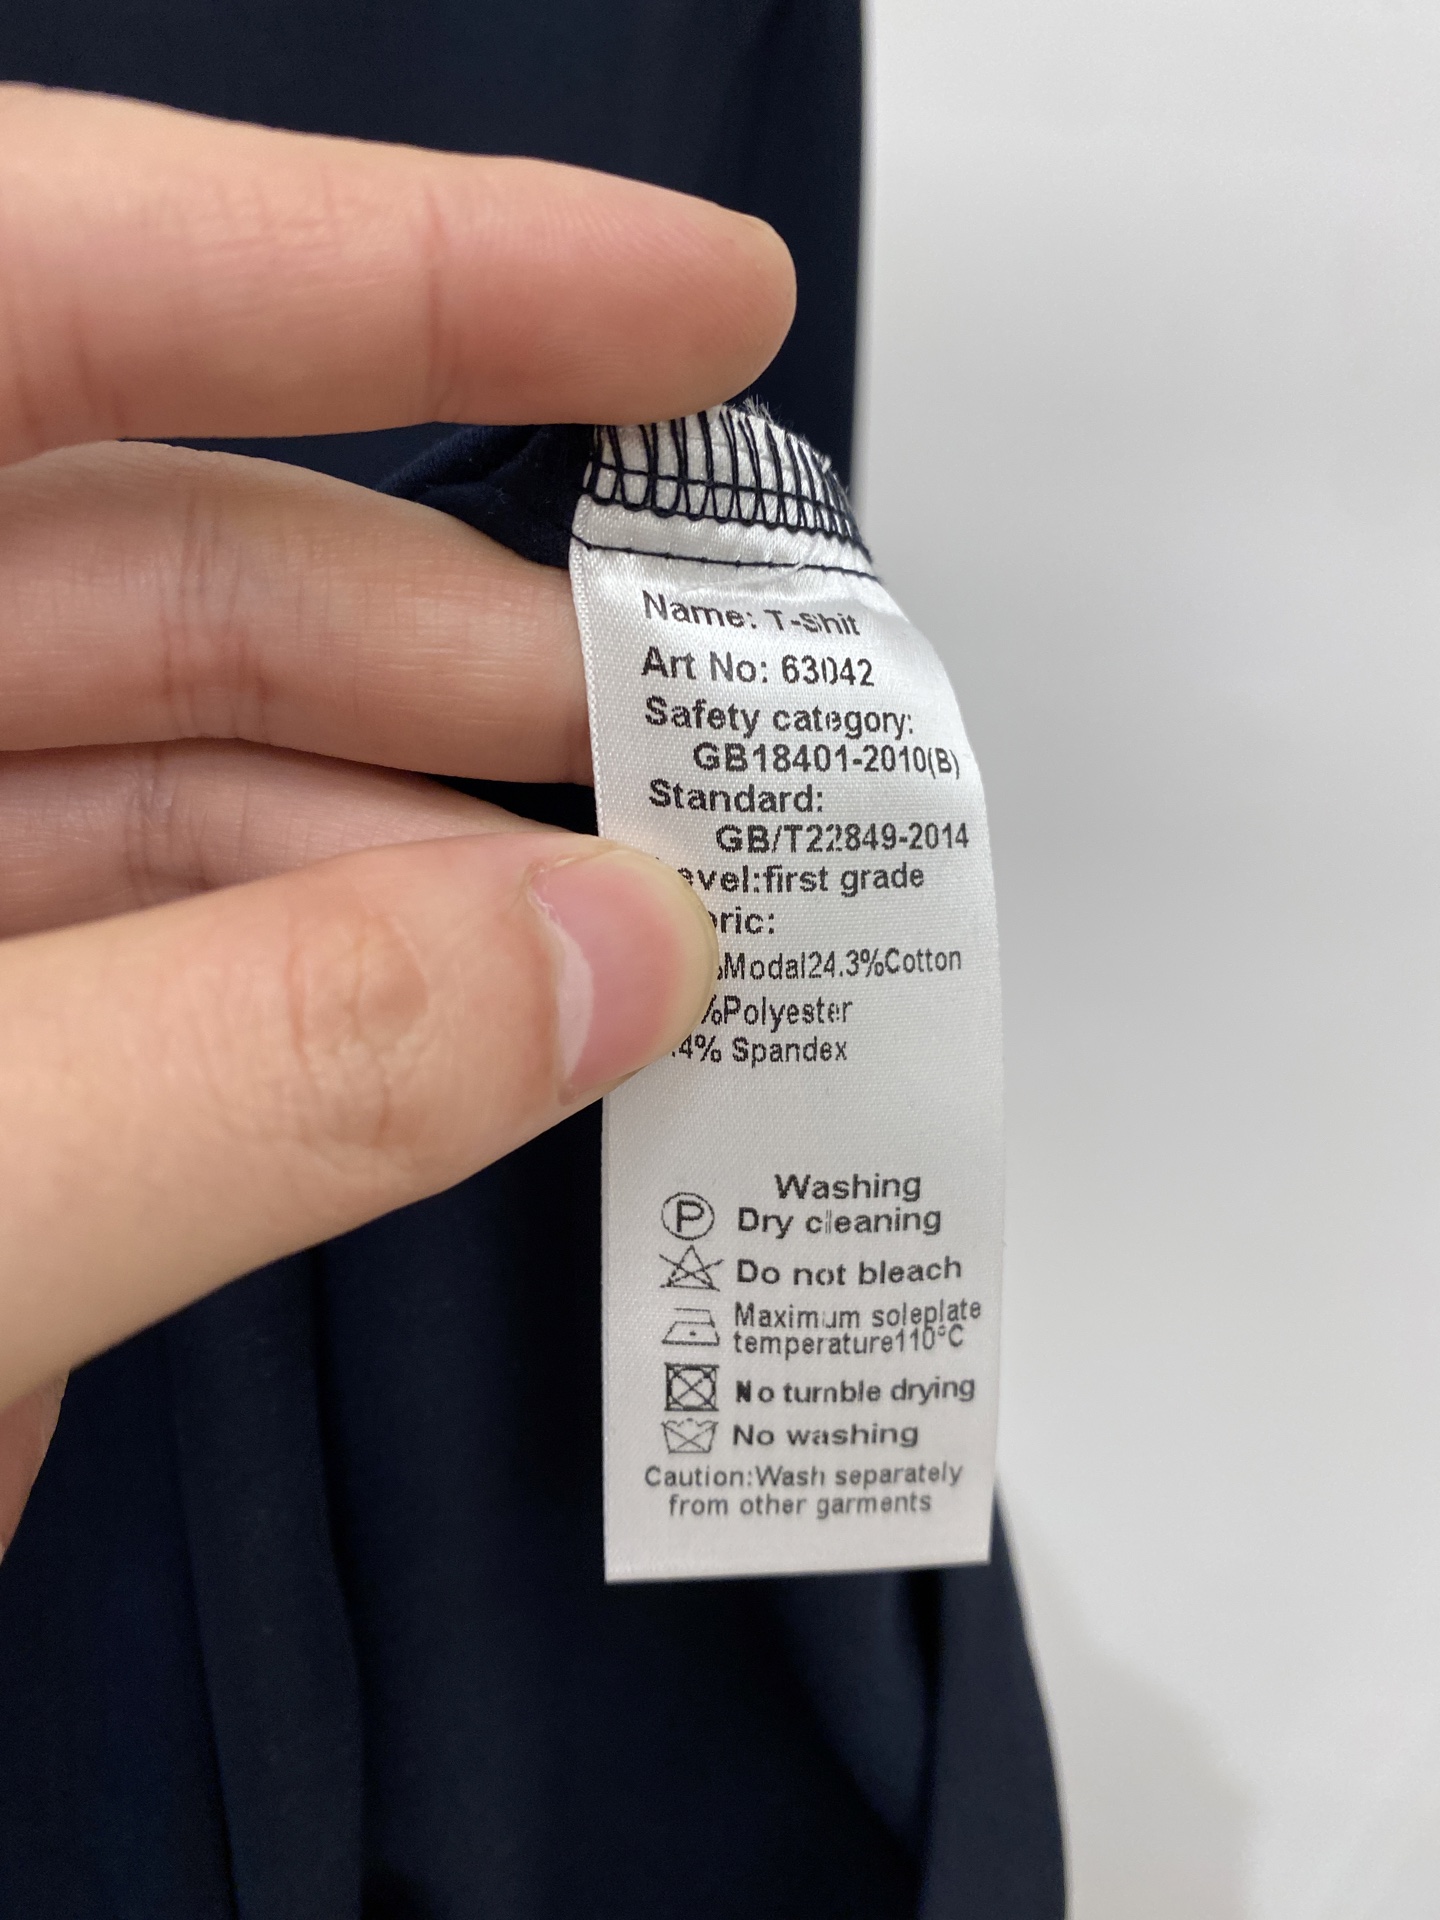 Name: T-Shit
Art No: 63042
Safety category:
GB18401-2010(B)
Standard:
GB/T22849-2014
evel:first grade
ric:
%Modal24.3%Cotton
%Polyester
.4% Spandex
Washing
P Dry cleaning
Do not bleach
Maximum soleplate
temperature110°C
No tumble drying
No washing
Caution:Wash separately
from other garments